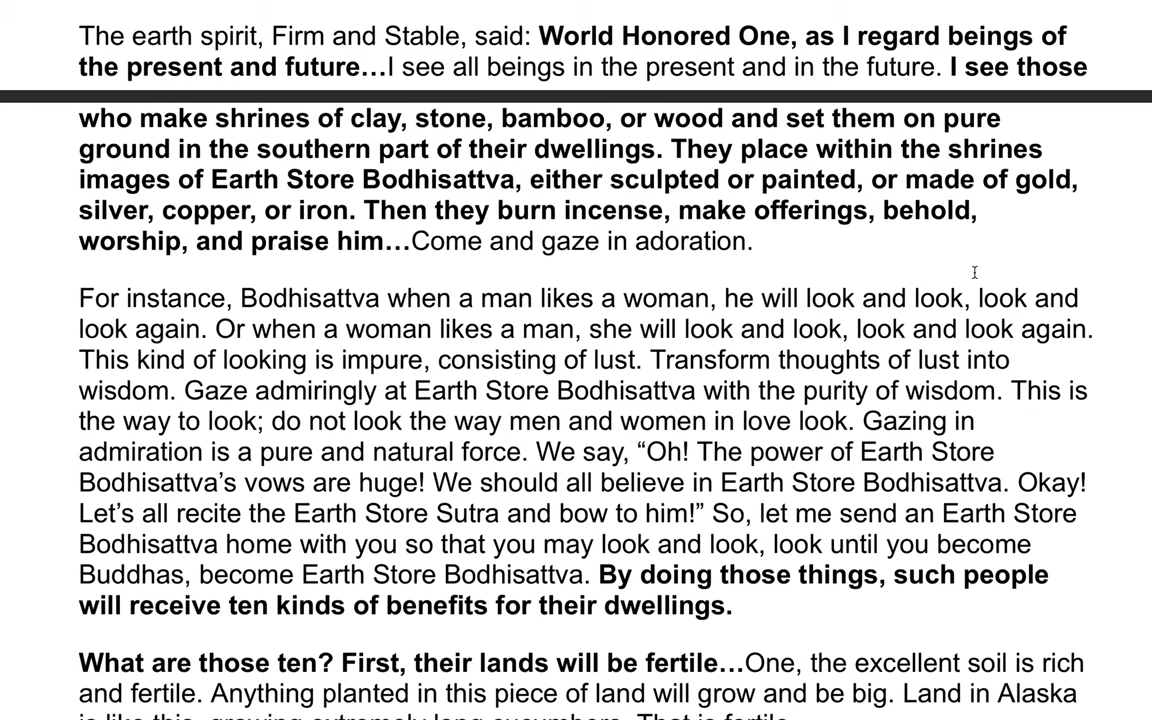 The earth spirit, Firm and Stable, said: World Honored One, as I regard beings of
the present and future…I see all beings in the present and in the future. I see those
who make shrines of clay, stone, bamboo, or wood and set them on pure
ground in the southern part of their dwellings. They place within the shrines
images of Earth Store Bodhisattva, either sculpted or painted, or made of gold,
silver, copper, or iron. Then they burn incense, make offerings, behold,
worship, and praise him…Come and gaze in adoration.
For instance, Bodhisattva when a man likes a woman, he will look and look, look and
look again. Or when a woman likes a man, she will look and look, look and look again.
This kind of looking is impure, consisting of lust. Transform thoughts of lust into
wisdom. Gaze admiringly at Earth Store Bodhisattva with the purity of wisdom. This is
the way to look; do not look the way men and women in love look. Gazing in
admiration is a pure and natural force. We say, “Oh! The power of Earth Store
Bodhisattva’s vows are huge! We should all believe in Earth Store Bodhisattva. Okay!
Let’s all recite the Earth Store Sutra and bow to him!” So, let me send an Earth Store
Bodhisattva home with you so that you may look and look, look until you become
Buddhas, become Earth Store Bodhisattva. By doing those things, such people
will receive ten kinds of benefits for their dwellings.
What are those ten? First, their lands will be fertile…One, the excellent soil is rich
and fertile. Anything planted in this piece of land will grow and be big. Land in Alaska
is like this, growing extremely long cucumbers. That is fertile.